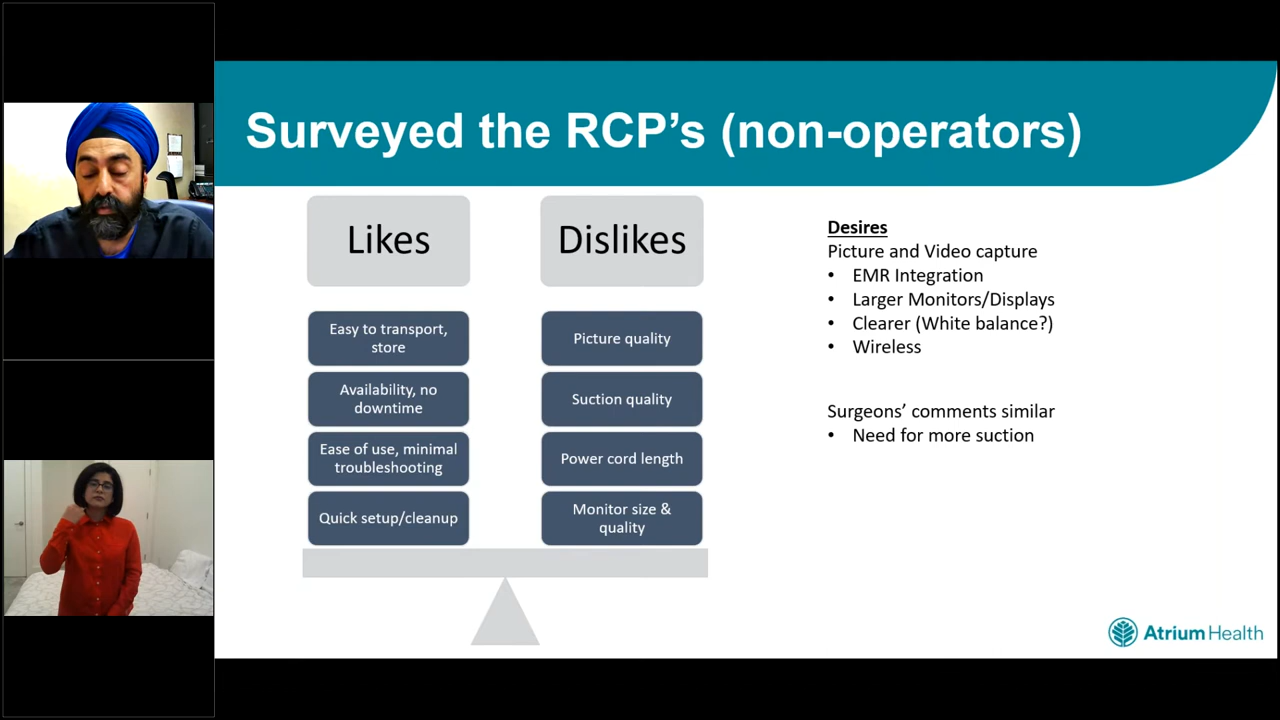 Surveyed the RCP's (non-operators)
Likes
Easy to transport,
store
Availability, no
downtime
Ease of use, minimal
troubleshooting
Quick setup/cleanup
Dislikes
Picture quality
Suction quality
Power cord length
Monitor size &
quality
Desires
Picture and Video capture
• EMR Integration
• Larger Monitors/Displays
• Clearer (White balance?)
• Wireless
Surgeons' comments similar
• Need for more suction
Atrium Health